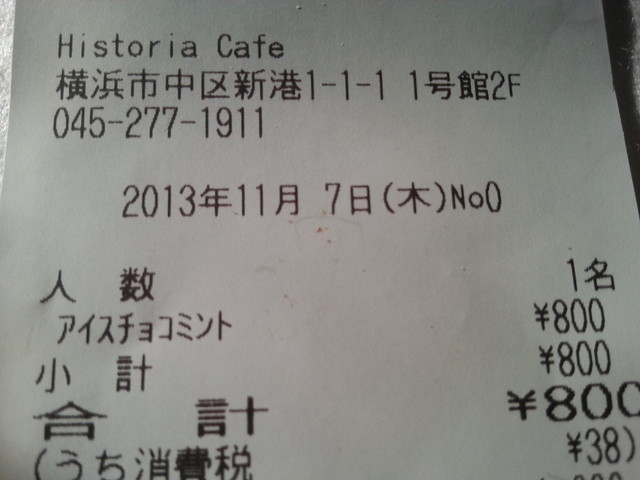 Historia Cafe
横浜市中区新港1-1-1 1号館2F
045-277-1911
2013年11月 7日(木)No0
人 数 1名
アイスチョコミント ¥800
小 計 ¥800
合 計 ¥800
(うち消費税 ¥38)